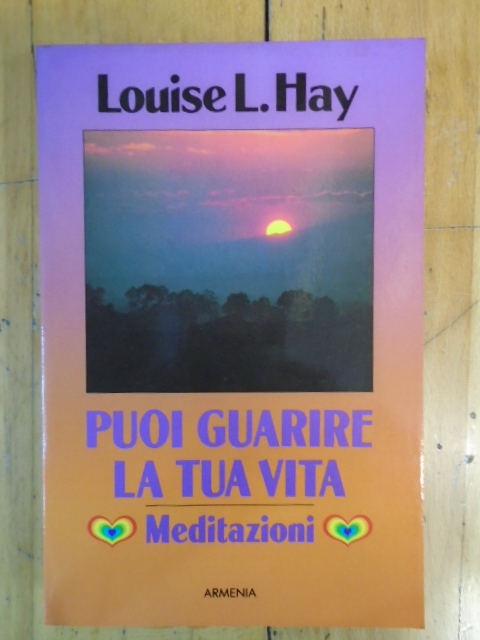 Louise L. Hay
PUOI GUARIRE
LA TUA VITA
Meditazioni
ARMENIA